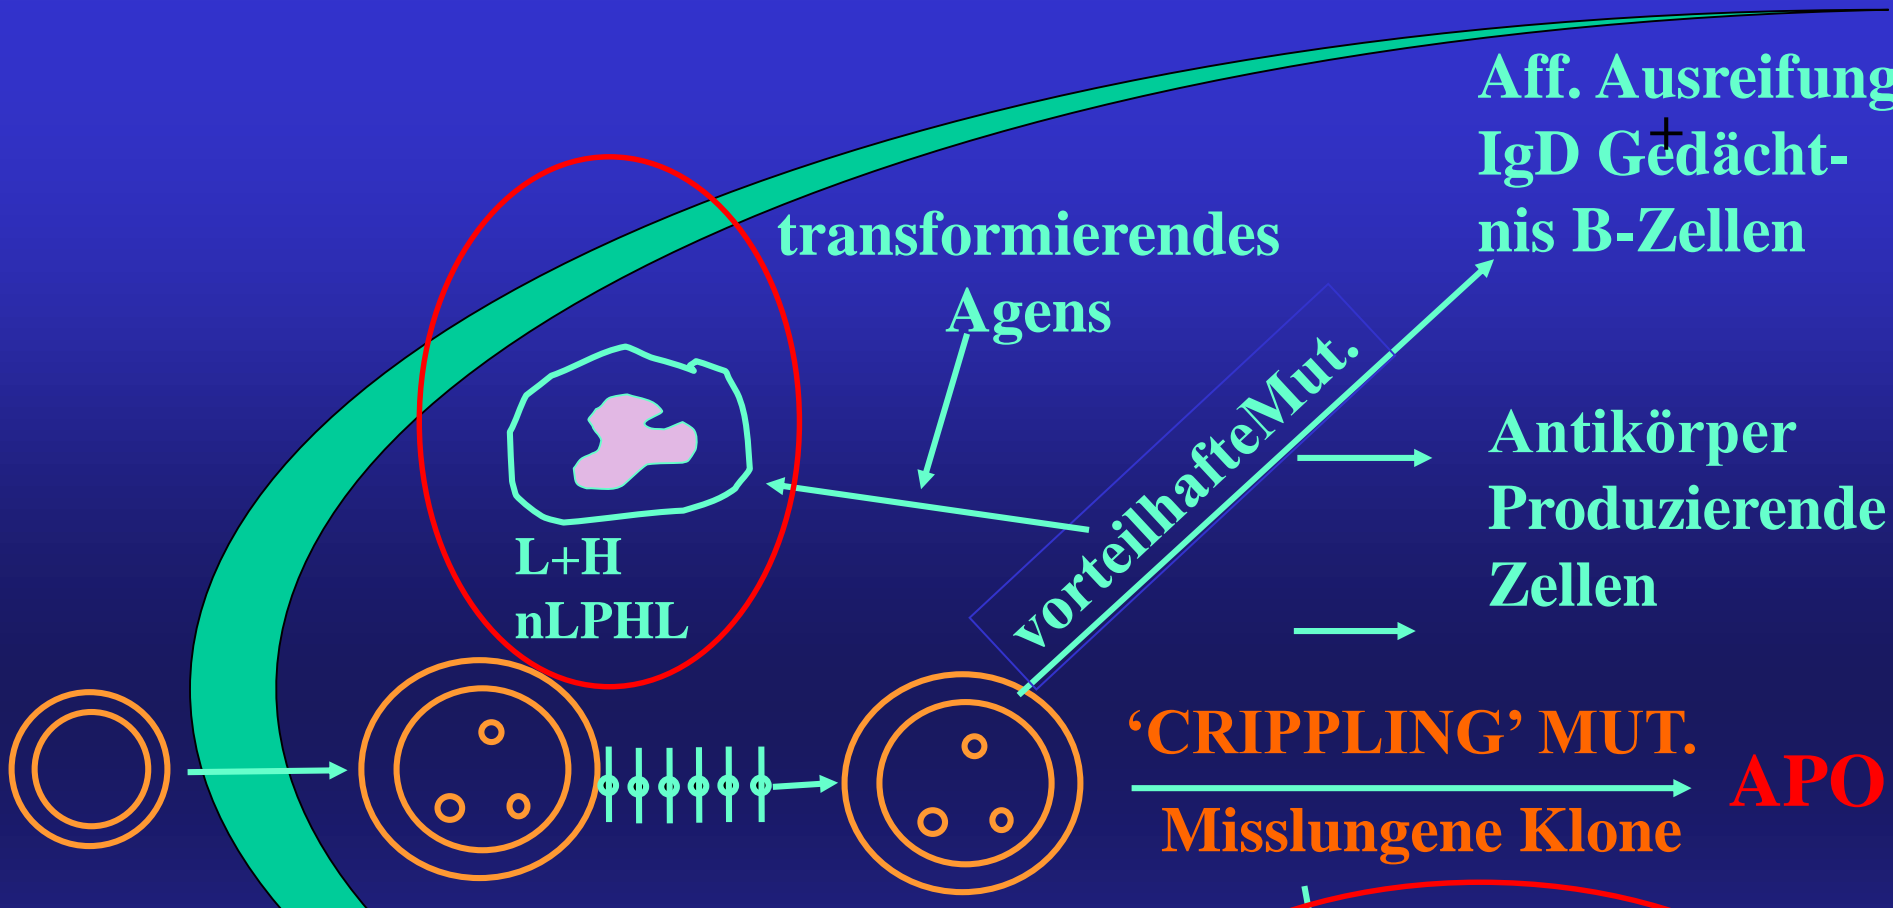 Aff. Ausreifung
+
IgD Gedächt-
nis B-Zellen
transformierendes
Agens
vorteilhafteMut.
Antikörper
Produzierende
Zellen
L+H
nLPHL
‘CRIPPLING’ MUT.
APO
Misslungene Klone